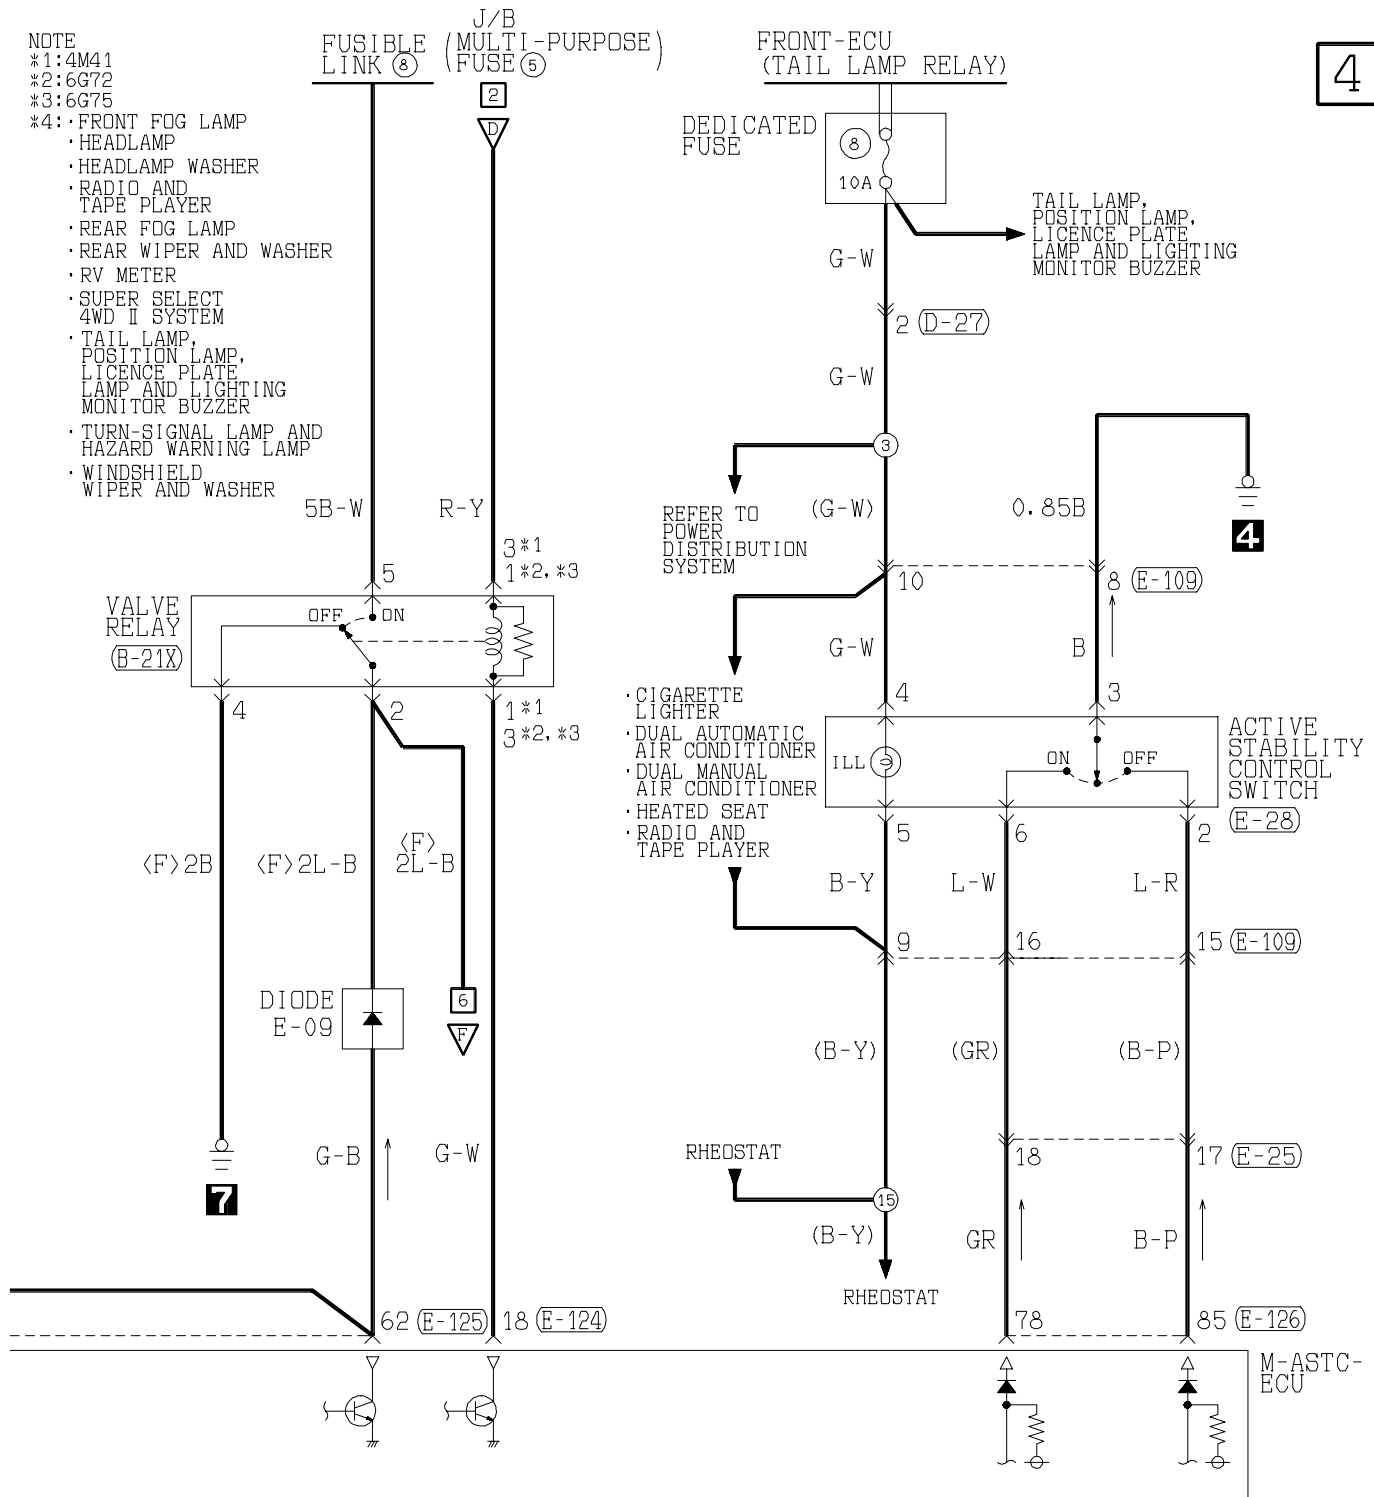 NOTE
*1:4M41
*2:6G72
*3:6G75
*4:·FRONT FOG LAMP
·HEADLAMP
·HEADLAMP WASHER
·RADIO AND
TAPE PLAYER
·REAR FOG LAMP
·REAR WIPER AND WASHER
·RV METER
·SUPER SELECT
4WD Ⅱ SYSTEM
·TAIL LAMP,
POSITION LAMP,
LICENCE PLATE
LAMP AND LIGHTING
MONITOR BUZZER
·TURN-SIGNAL LAMP AND
HAZARD WARNING LAMP
·WINDSHIELD
WIPER AND WASHER
FUSIBLE
LINK ⑧
J/B
(MULTI-PURPOSE)
FUSE ⑤
2
D
FRONT-ECU
(TAIL LAMP RELAY)
4
DEDICATED
FUSE
8
10A
TAIL LAMP,
POSITION LAMP,
LICENCE PLATE
LAMP AND LIGHTING
MONITOR BUZZER
G-W
2 (D-27)
G-W
3
REFER TO
POWER
DISTRIBUTION
SYSTEM
(G-W)
0.85B
4
5B-W
R-Y
5
3*1
1*2,*3
10
8 (E-109)
VALVE
RELAY
(B-21X)
OFF
ON
G-W
B
4
2
1*1
3*2,*3
4
3
·CIGARETTE
LIGHTER
·DUAL AUTOMATIC
AIR CONDITIONER
·DUAL MANUAL
AIR CONDITIONER
·HEATED SEAT
·RADIO AND
TAPE PLAYER
ILL
ON
OFF
ACTIVE
STABILITY
CONTROL
SWITCH
(E-28)
5
6
2
<F>2B
<F>2L-B
<F>
2L-B
B-Y
L-W
L-R
9
16
15 (E-109)
DIODE
E-09
6
F
(B-Y)
(GR)
(B-P)
G-B
G-W
7
RHEOSTAT
15
18
17 (E-25)
(B-Y)
GR
B-P
RHEOSTAT
62 (E-125)
18 (E-124)
78
85 (E-126)
M-ASTC-
ECU